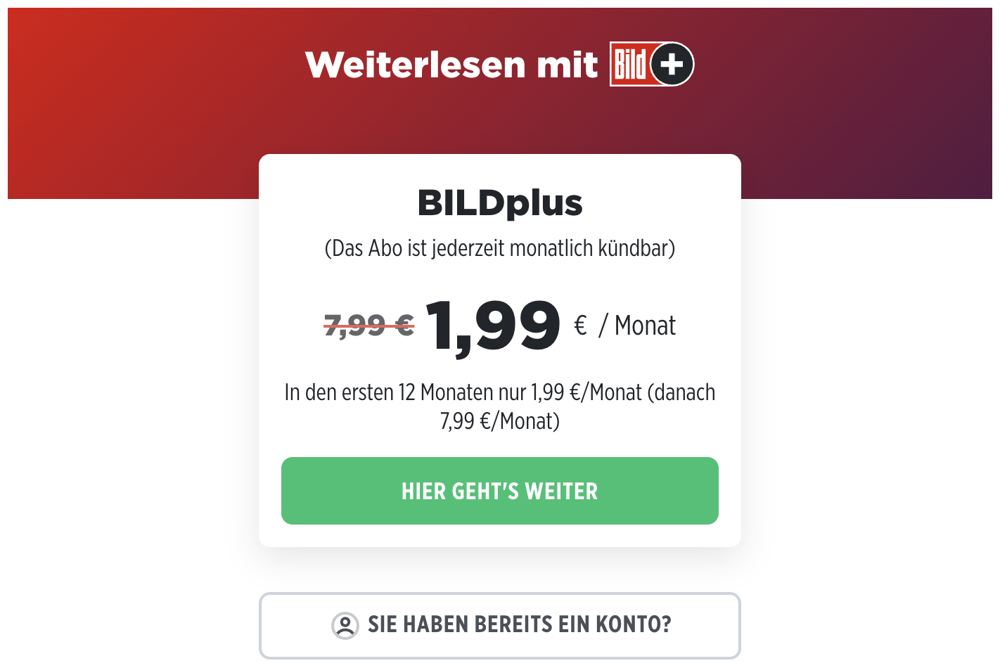 Weiterlesen mit Bild +
BILDplus
(Das Abo ist jederzeit monatlich kündbar)
7,99 € 1,99 € / Monat
In den ersten 12 Monaten nur 1,99 €/Monat (danach
7,99 €/Monat)
HIER GEHT'S WEITER
SIE HABEN BEREITS EIN KONTO?